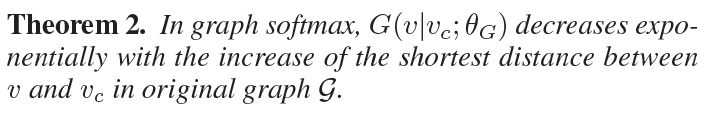 Theorem 2. In graph softmax, G(v|v_c; θ_G) decreases expo-
nentially with the increase of the shortest distance between
v and v_c in original graph 𝒢.